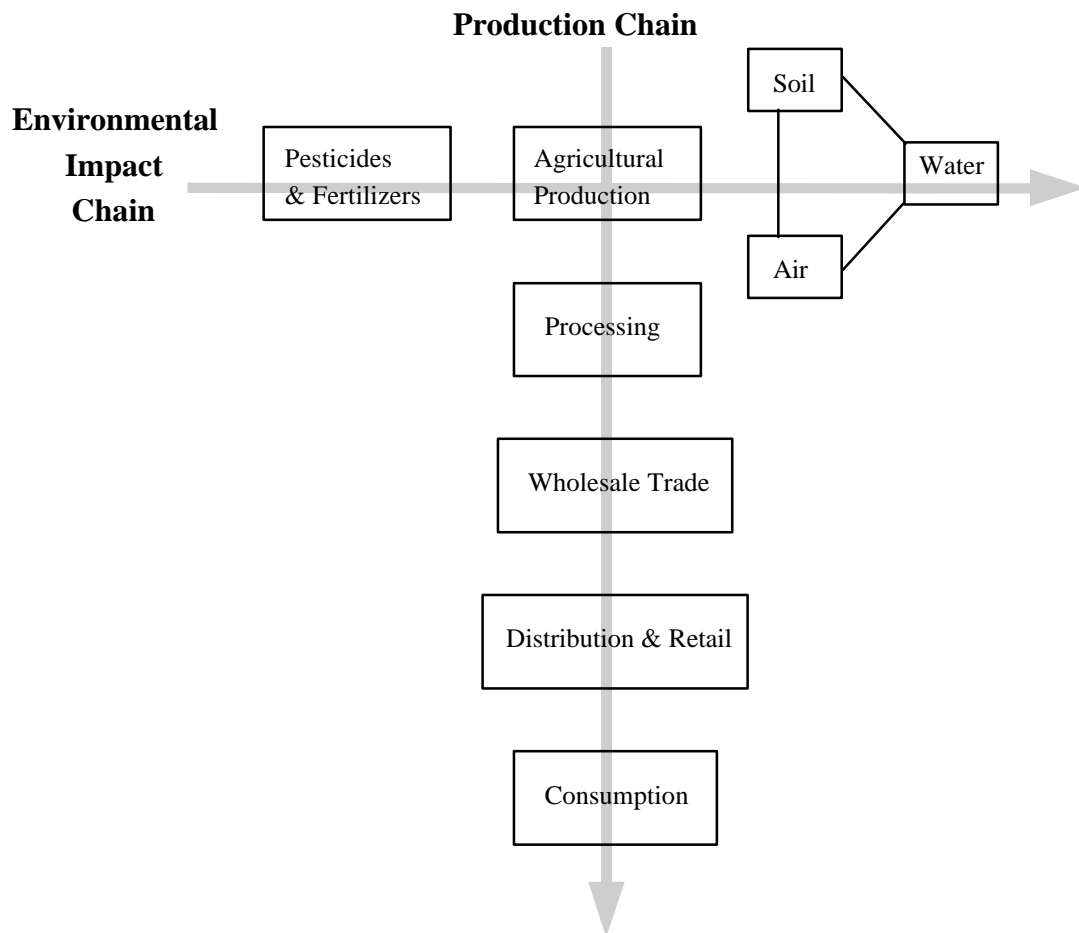 Production Chain
Environmental
Impact
Chain
Pesticides
& Fertilizers
Agricultural
Production
Soil
Water
Air
Processing
Wholesale Trade
Distribution & Retail
Consumption